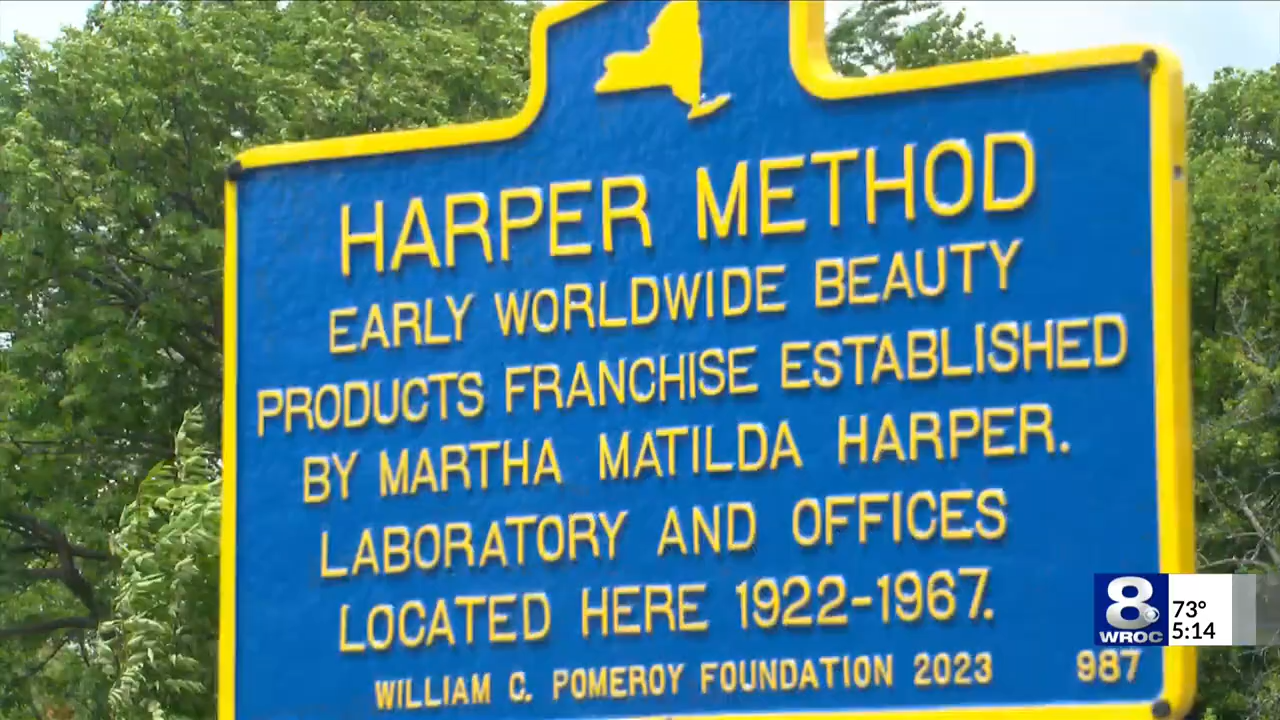 HARPER METHOD
EARLY WORLDWIDE BEAUTY
PRODUCTS FRANCHISE ESTABLISHED
BY MARTHA MATILDA HARPER.
LABORATORY AND OFFICES
LOCATED HERE 1922-1967.
WILLIAM C. POMEROY FOUNDATION 2023 987
8 73°
WROC 5:14